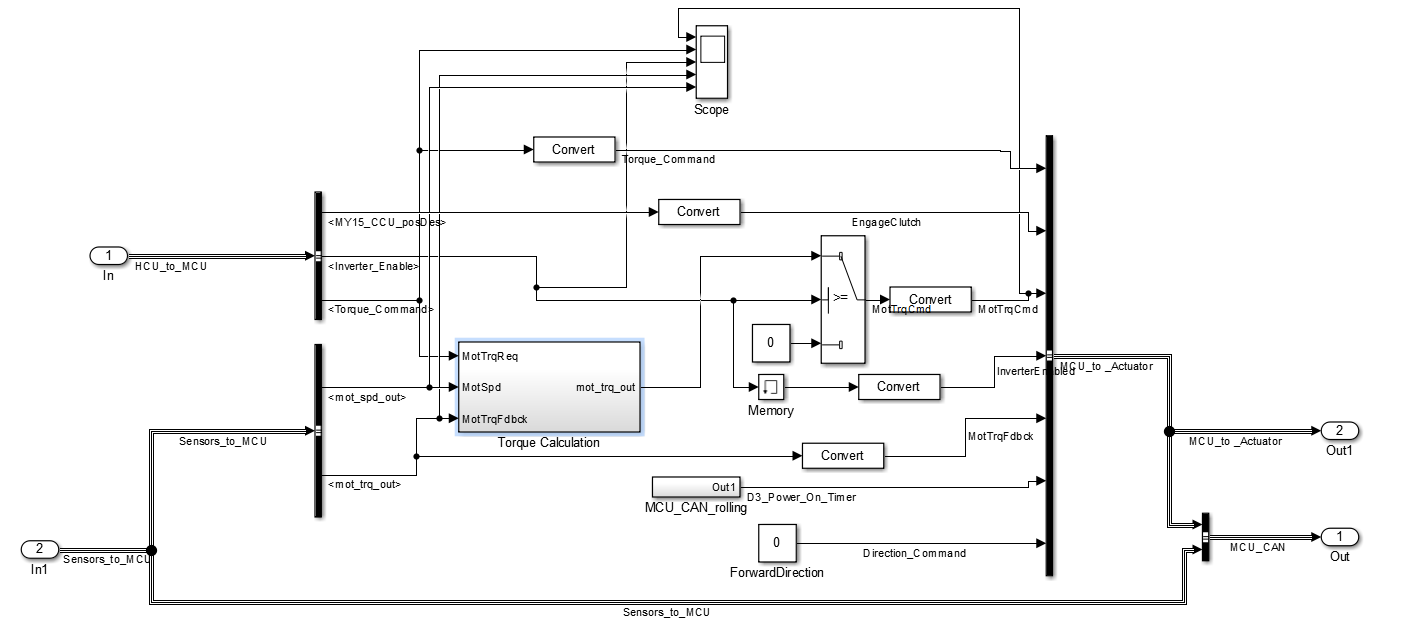 Scope
Convert
Torque_Command
Convert
<MY15_CCU_posDes>
EngageClutch
1
In
HCU_to_MCU
<Inverter_Enable>
<Torque_Command>
>=
MotTrqCmd
Convert
MotTrqCmd
0
MotTrqReq
MotSpd
MotTrqFdbck
mot_trq_out
Torque Calculation
<mot_spd_out>
Memory
Convert
InverterEnabled
MCU_to _Actuator
Sensors_to_MCU
<mot_trq_out>
Convert
MotTrqFdbck
MCU_to _Actuator
2
Out1
Out1
MCU_CAN_rolling
D3_Power_On_Timer
2
In1
Sensors_to_MCU
0
ForwardDirection
Direction_Command
MCU_CAN
1
Out
Sensors_to_MCU